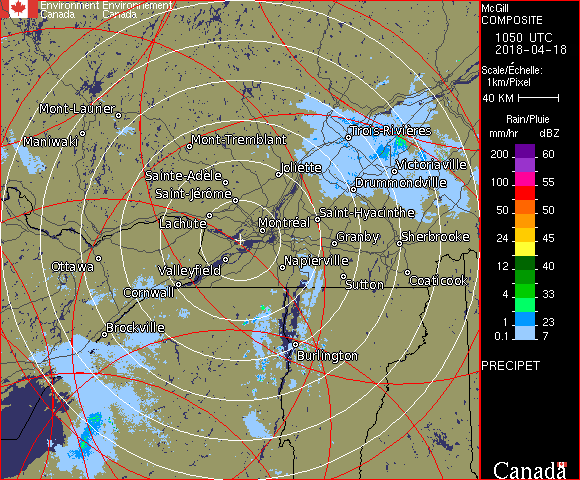 Environment Environnement
Canada Canada
McGill
COMPOSITE
1050 UTC
2018-04-18
Scale/Échelle:
1km/Pixel
40 KM
Rain/Pluie
mm/hr dBZ
200 60
100 55
50 50
24 45
12 40
4 33
1 23
0.1 7
PRECIPET
Canada
Mont-Laurier
Maniwaki
Mont-Tremblant
Trois-Rivières
Victoriaville
Joliette
Sainte-Adèle
Drummondville
Saint-Jérôme
Saint-Hyacinthe
Lachute
Montréal
Granby
Sherbrooke
Ottawa
Valleyfield
Napierville
Sutton
Coaticook
Cornwall
Brockville
Burlington